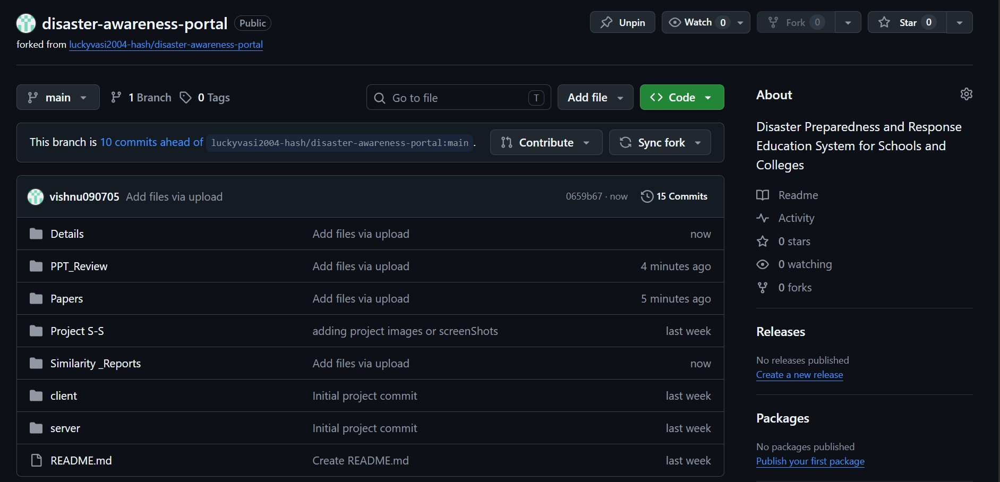 disaster-awareness-portal Public Unpin Watch 0 Fork 0 Star 0
forked from luckyvasi2004-hash/disaster-awareness-portal
main 1 Branch 0 Tags Go to file T Add file Code
This branch is 10 commits ahead of luckyvasi2004-hash/disaster-awareness-portal:main . Contribute Sync fork
vishnu090705 Add files via upload 0659b67 · now 15 Commits
Details Add files via upload now
PPT_Review Add files via upload 4 minutes ago
Papers Add files via upload 5 minutes ago
Project S-S adding project images or screenShots last week
Similarity _Reports Add files via upload now
client Initial project commit last week
server Initial project commit last week
README.md Create README.md last week
About
Disaster Preparedness and Response
Education System for Schools and
Colleges
Readme
Activity
0 stars
0 watching
0 forks
Releases
No releases published
Create a new release
Packages
No packages published
Publish your first package